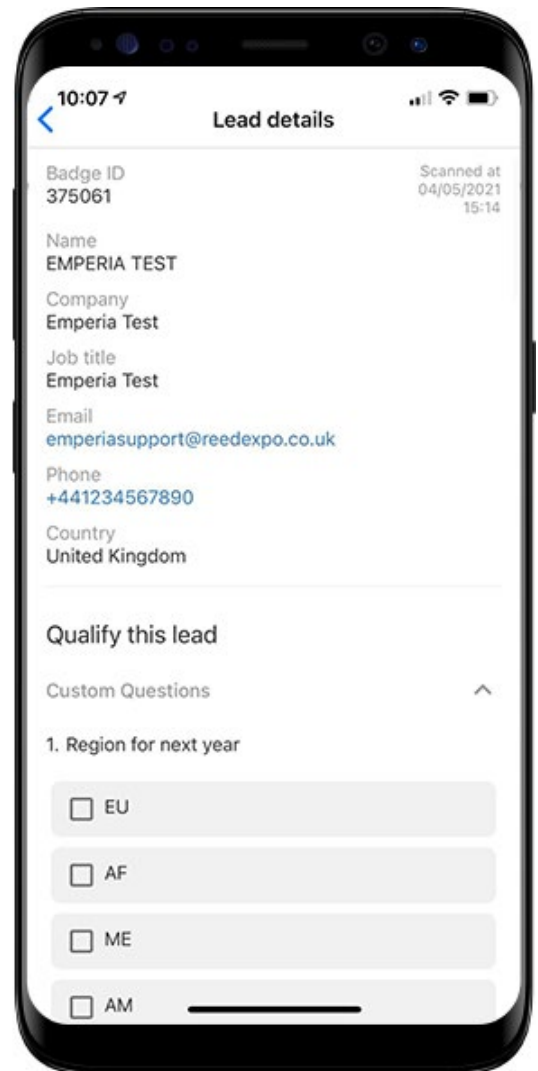 10:07
Lead details
Badge ID
375061
Scanned at
04/05/2021
15:14
Name
EMPERIA TEST
Company
Emperia Test
Job title
Emperia Test
Email
emperiasupport@reedexpo.co.uk
Phone
+441234567890
Country
United Kingdom
Qualify this lead
Custom Questions
1. Region for next year
EU
AF
ME
AM